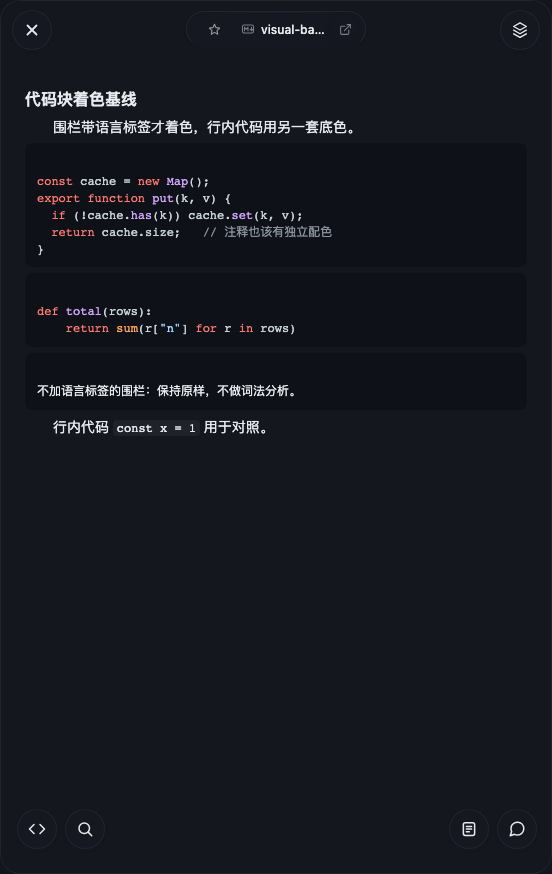 visual-ba...
代码块着色基线
围栏带语言标签才着色，行内代码用另一套底色。
const cache = new Map();
export function put(k, v) {
  if (!cache.has(k)) cache.set(k, v);
  return cache.size;   // 注释也该有独立配色
}
def total(rows):
    return sum(r["n"] for r in rows)
不加语言标签的围栏：保持原样，不做词法分析。
行内代码 const x = 1 用于对照。